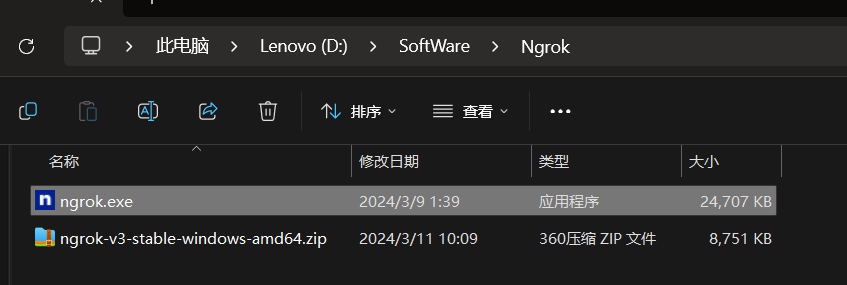 此电脑 > Lenovo (D:) > SoftWare > Ngrok
排序 查看
名称 修改日期 类型 大小
ngrok.exe 2024/3/9 1:39 应用程序 24,707 KB
ngrok-v3-stable-windows-amd64.zip 2024/3/11 10:09 360压缩 ZIP 文件 8,751 KB